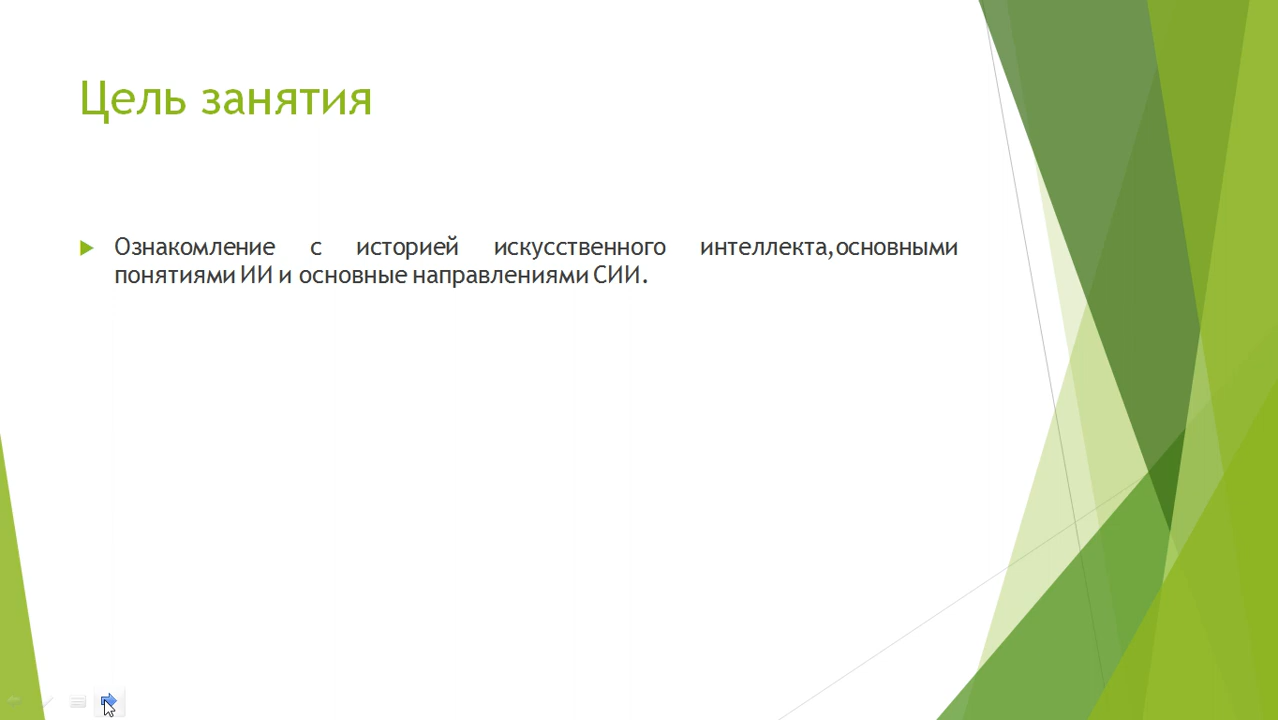 Цель занятия
Ознакомление с историей искусственного интеллекта,основными
понятиями ИИ и основные направлениями СИИ.